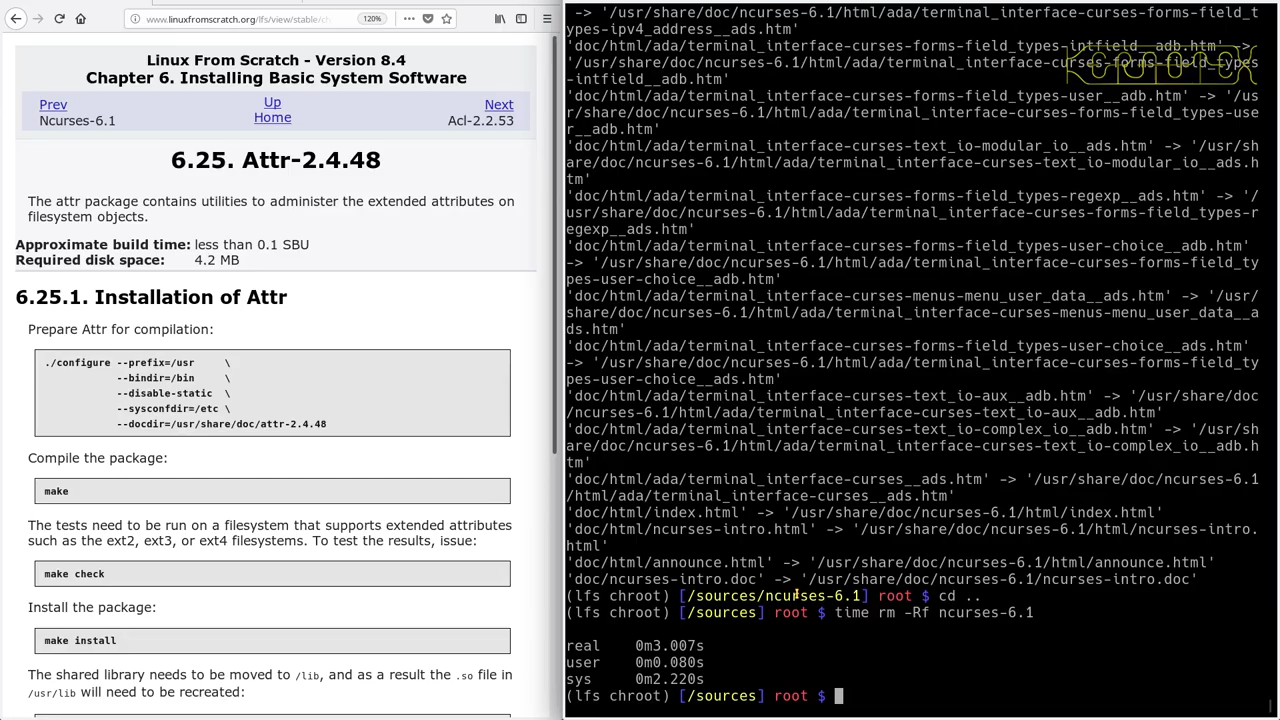 www.linuxfromscratch.org/lfs/view/stable/ch
120%
Linux From Scratch - Version 8.4
Chapter 6. Installing Basic System Software
Prev
Up
Next
Ncurses-6.1
Home
Acl-2.2.53
6.25. Attr-2.4.48
The attr package contains utilities to administer the extended attributes on
filesystem objects.
Approximate build time: less than 0.1 SBU
Required disk space: 4.2 MB
6.25.1. Installation of Attr
Prepare Attr for compilation:
./configure --prefix=/usr \
--bindir=/bin \
--disable-static \
--sysconfdir=/etc \
--docdir=/usr/share/doc/attr-2.4.48
Compile the package:
make
The tests need to be run on a filesystem that supports extended attributes
such as the ext2, ext3, or ext4 filesystems. To test the results, issue:
make check
Install the package:
make install
The shared library needs to be moved to /lib, and as a result the .so file in
/usr/lib will need to be recreated:
-> '/usr/share/doc/ncurses-6.1/html/ada/terminal_interface-curses-forms-field_t
ypes-ipv4_address__ads.htm'
'doc/html/ada/terminal_interface-curses-forms-field_types-intfield__adb.htm' ->
'/usr/share/doc/ncurses-6.1/html/ada/terminal_interface-curses-forms-field_types
-intfield__adb.htm'
'doc/html/ada/terminal_interface-curses-forms-field_types-user__adb.htm' -> '/us
r/share/doc/ncurses-6.1/html/ada/terminal_interface-curses-forms-field_types-use
r__adb.htm'
'doc/html/ada/terminal_interface-curses-text_io-modular_io__ads.htm' -> '/usr/sh
are/doc/ncurses-6.1/html/ada/terminal_interface-curses-text_io-modular_io__ads.h
tm'
'doc/html/ada/terminal_interface-curses-forms-field_types-regexp__ads.htm' -> '/
usr/share/doc/ncurses-6.1/html/ada/terminal_interface-curses-forms-field_types-r
egexp__ads.htm'
'doc/html/ada/terminal_interface-curses-forms-field_types-user-choice__adb.htm'
-> '/usr/share/doc/ncurses-6.1/html/ada/terminal_interface-curses-forms-field_ty
pes-user-choice__adb.htm'
'doc/html/ada/terminal_interface-curses-menus-menu_user_data__ads.htm' -> '/usr/
share/doc/ncurses-6.1/html/ada/terminal_interface-curses-menus-menu_user_data__a
ds.htm'
'doc/html/ada/terminal_interface-curses-forms-field_types-user-choice__ads.htm'
-> '/usr/share/doc/ncurses-6.1/html/ada/terminal_interface-curses-forms-field_ty
pes-user-choice__ads.htm'
'doc/html/ada/terminal_interface-curses-text_io-aux__adb.htm' -> '/usr/share/doc
/ncurses-6.1/html/ada/terminal_interface-curses-text_io-aux__adb.htm'
'doc/html/ada/terminal_interface-curses-text_io-complex_io__adb.htm' -> '/usr/sh
are/doc/ncurses-6.1/html/ada/terminal_interface-curses-text_io-complex_io__adb.h
tm'
'doc/html/ada/terminal_interface-curses__ads.htm' -> '/usr/share/doc/ncurses-6.1
/html/ada/terminal_interface-curses__ads.htm'
'doc/html/index.html' -> '/usr/share/doc/ncurses-6.1/html/index.html'
'doc/html/ncurses-intro.html' -> '/usr/share/doc/ncurses-6.1/html/ncurses-intro.
html'
'doc/html/announce.html' -> '/usr/share/doc/ncurses-6.1/html/announce.html'
'doc/ncurses-intro.doc' -> '/usr/share/doc/ncurses-6.1/ncurses-intro.doc'
(lfs chroot) [/sources/ncurses-6.1] root $ cd ..
(lfs chroot) [/sources] root $ time rm -Rf ncurses-6.1
real 0m3.007s
user 0m0.080s
sys 0m2.220s
(lfs chroot) [/sources] root $